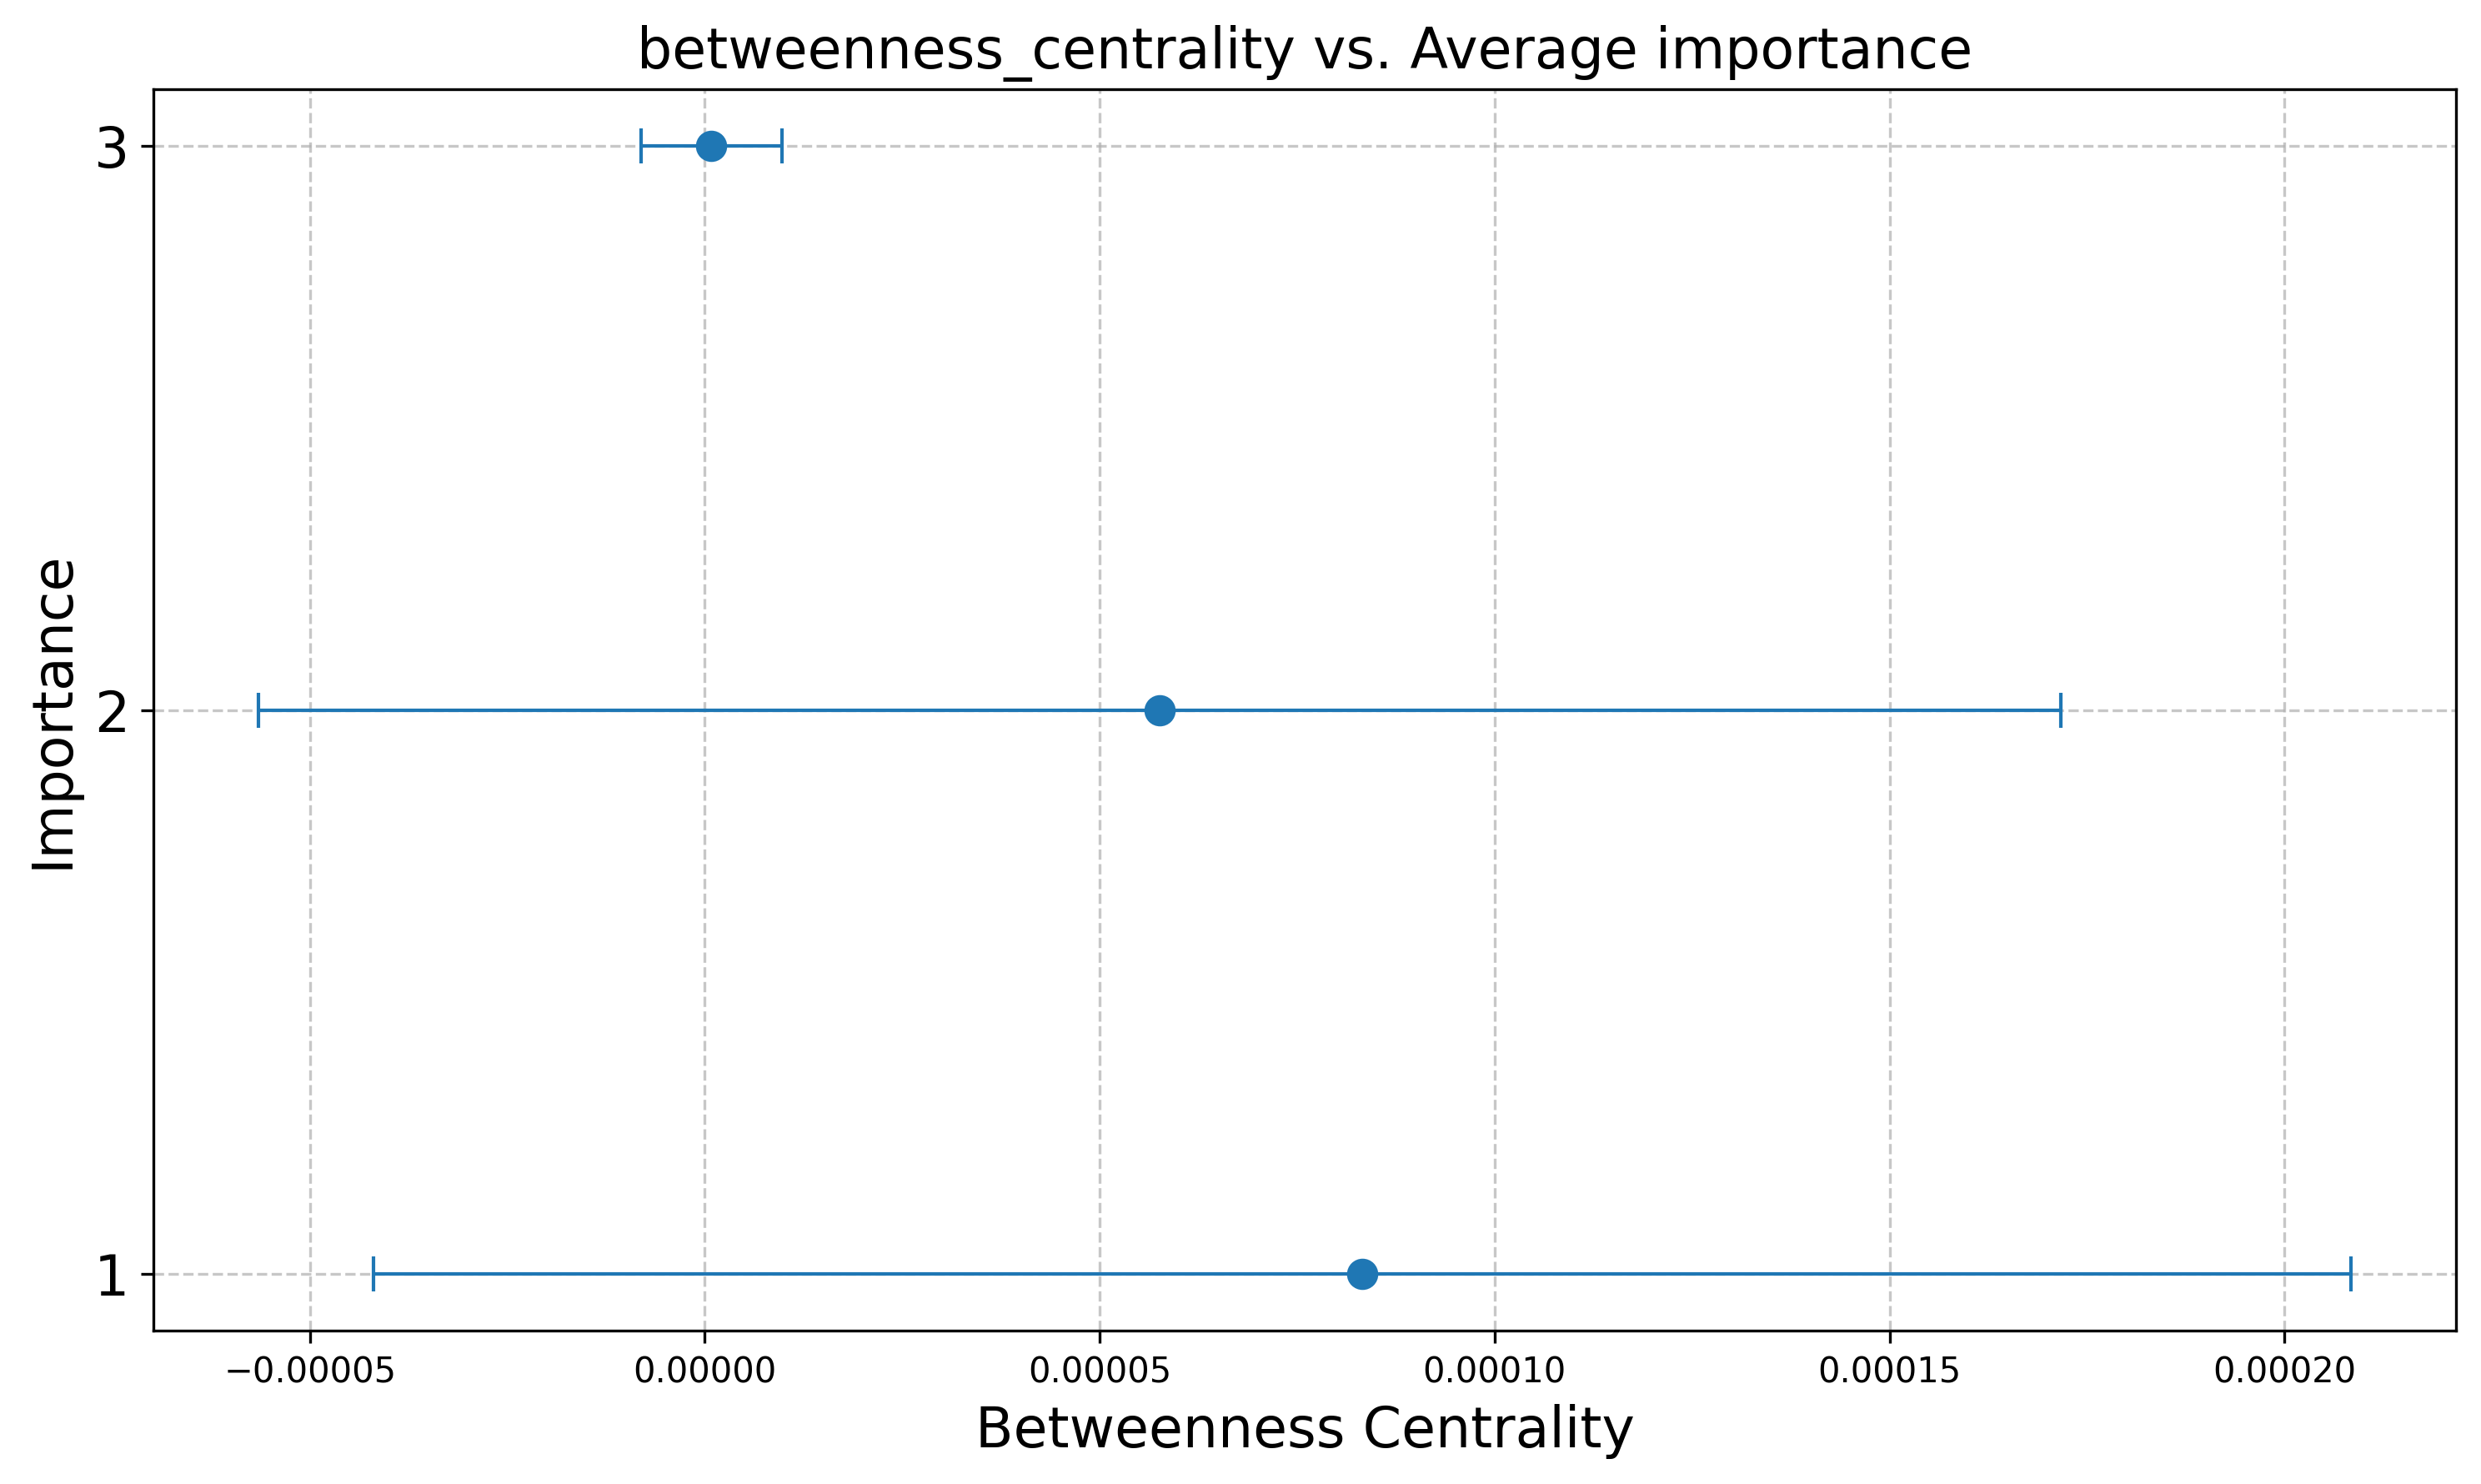 betweenness_centrality vs. Average importance
3
2
1
Importance
−0.00005 0.00000 0.00005 0.00010 0.00015 0.00020
Betweenness Centrality